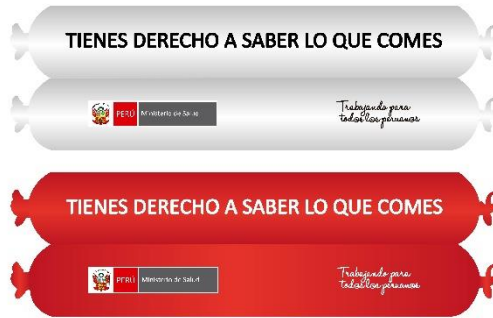 TIENES DERECHO A SABER LO QUE COMES
PERÚ Ministerio de Salud
Trabajando para
todos los peruanos
TIENES DERECHO A SABER LO QUE COMES
PERÚ Ministerio de Salud
Trabajando para
todos los peruanos